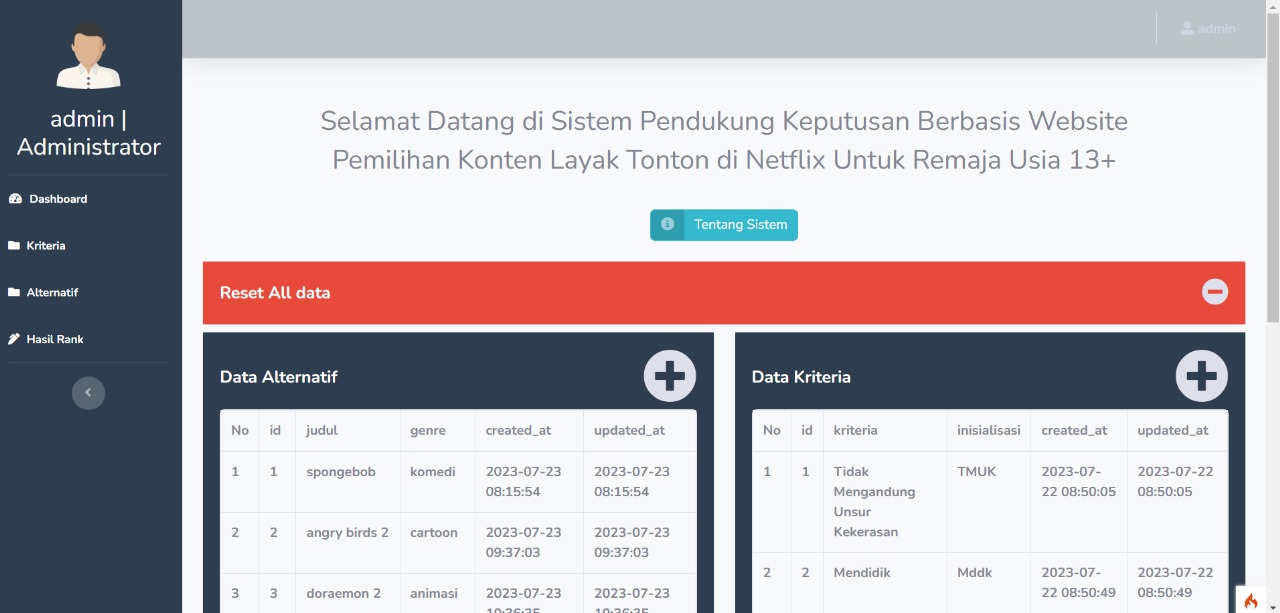 admin |
Administrator
Dashboard
Kriteria
Alternatif
Hasil Rank
admin
Selamat Datang di Sistem Pendukung Keputusan Berbasis Website
Pemilihan Konten Layak Tonton di Netflix Untuk Remaja Usia 13+
Tentang Sistem
Reset All data
Data Alternatif
No id judul genre created_at updated_at
1 1 spongebob komedi 2023-07-23 2023-07-23
08:15:54 08:15:54
2 2 angry birds 2 cartoon 2023-07-23 2023-07-23
09:37:03 09:37:03
3 3 doraemon 2 animasi 2023-07-23 2023-07-23
10:36:35 10:36:35
Data Kriteria
No id kriteria inisialisasi created_at updated_at
1 1 Tidak TMUK 2023-07- 2023-07-22
Mengandung 22 08:50:05 08:50:05
Unsur
Kekerasan
2 2 Mendidik Mddk 2023-07- 2023-07-22
22 08:50:49 08:50:49